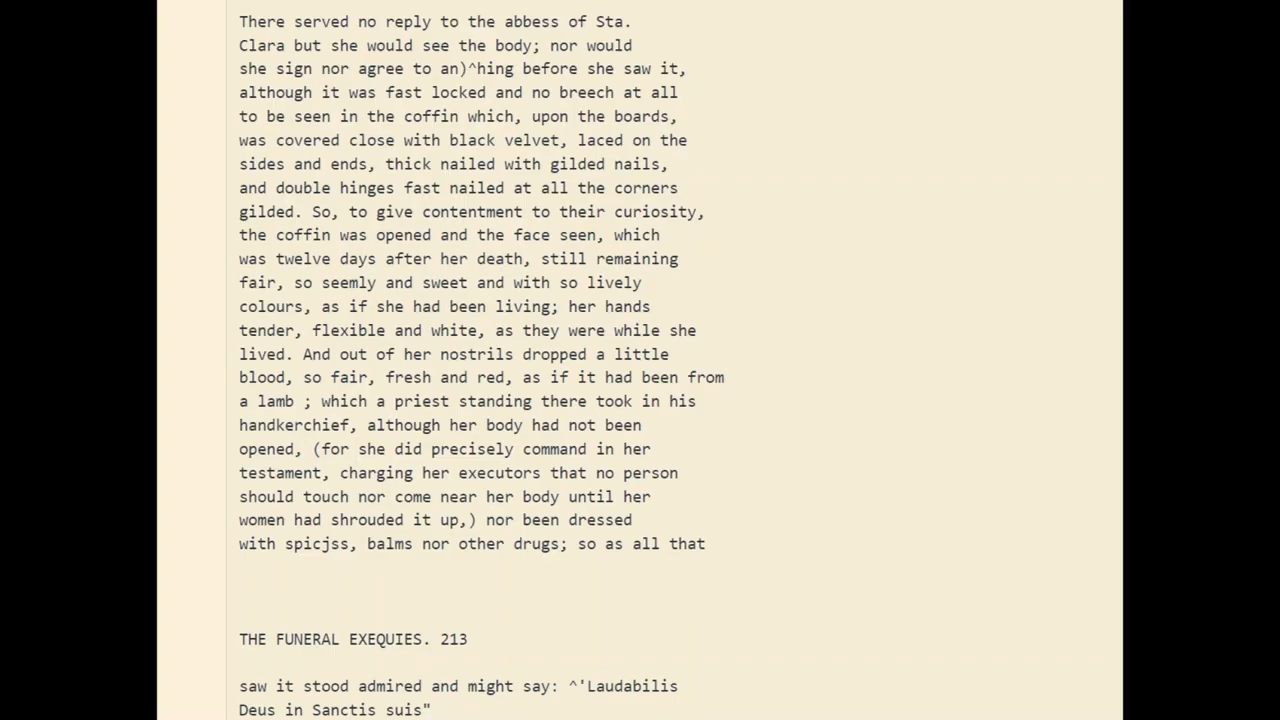 There served no reply to the abbess of Sta.
Clara but she would see the body; nor would
she sign nor agree to an)^hing before she saw it,
although it was fast locked and no breech at all
to be seen in the coffin which, upon the boards,
was covered close with black velvet, laced on the
sides and ends, thick nailed with gilded nails,
and double hinges fast nailed at all the corners
gilded. So, to give contentment to their curiosity,
the coffin was opened and the face seen, which
was twelve days after her death, still remaining
fair, so seemly and sweet and with so lively
colours, as if she had been living; her hands
tender, flexible and white, as they were while she
lived. And out of her nostrils dropped a little
blood, so fair, fresh and red, as if it had been from
a lamb ; which a priest standing there took in his
handkerchief, although her body had not been
opened, (for she did precisely command in her
testament, charging her executors that no person
should touch nor come near her body until her
women had shrouded it up,) nor been dressed
with spicjss, balms nor other drugs; so as all that
THE FUNERAL EXEQUIES. 213
saw it stood admired and might say: ^'Laudabilis
Deus in Sanctis suis"